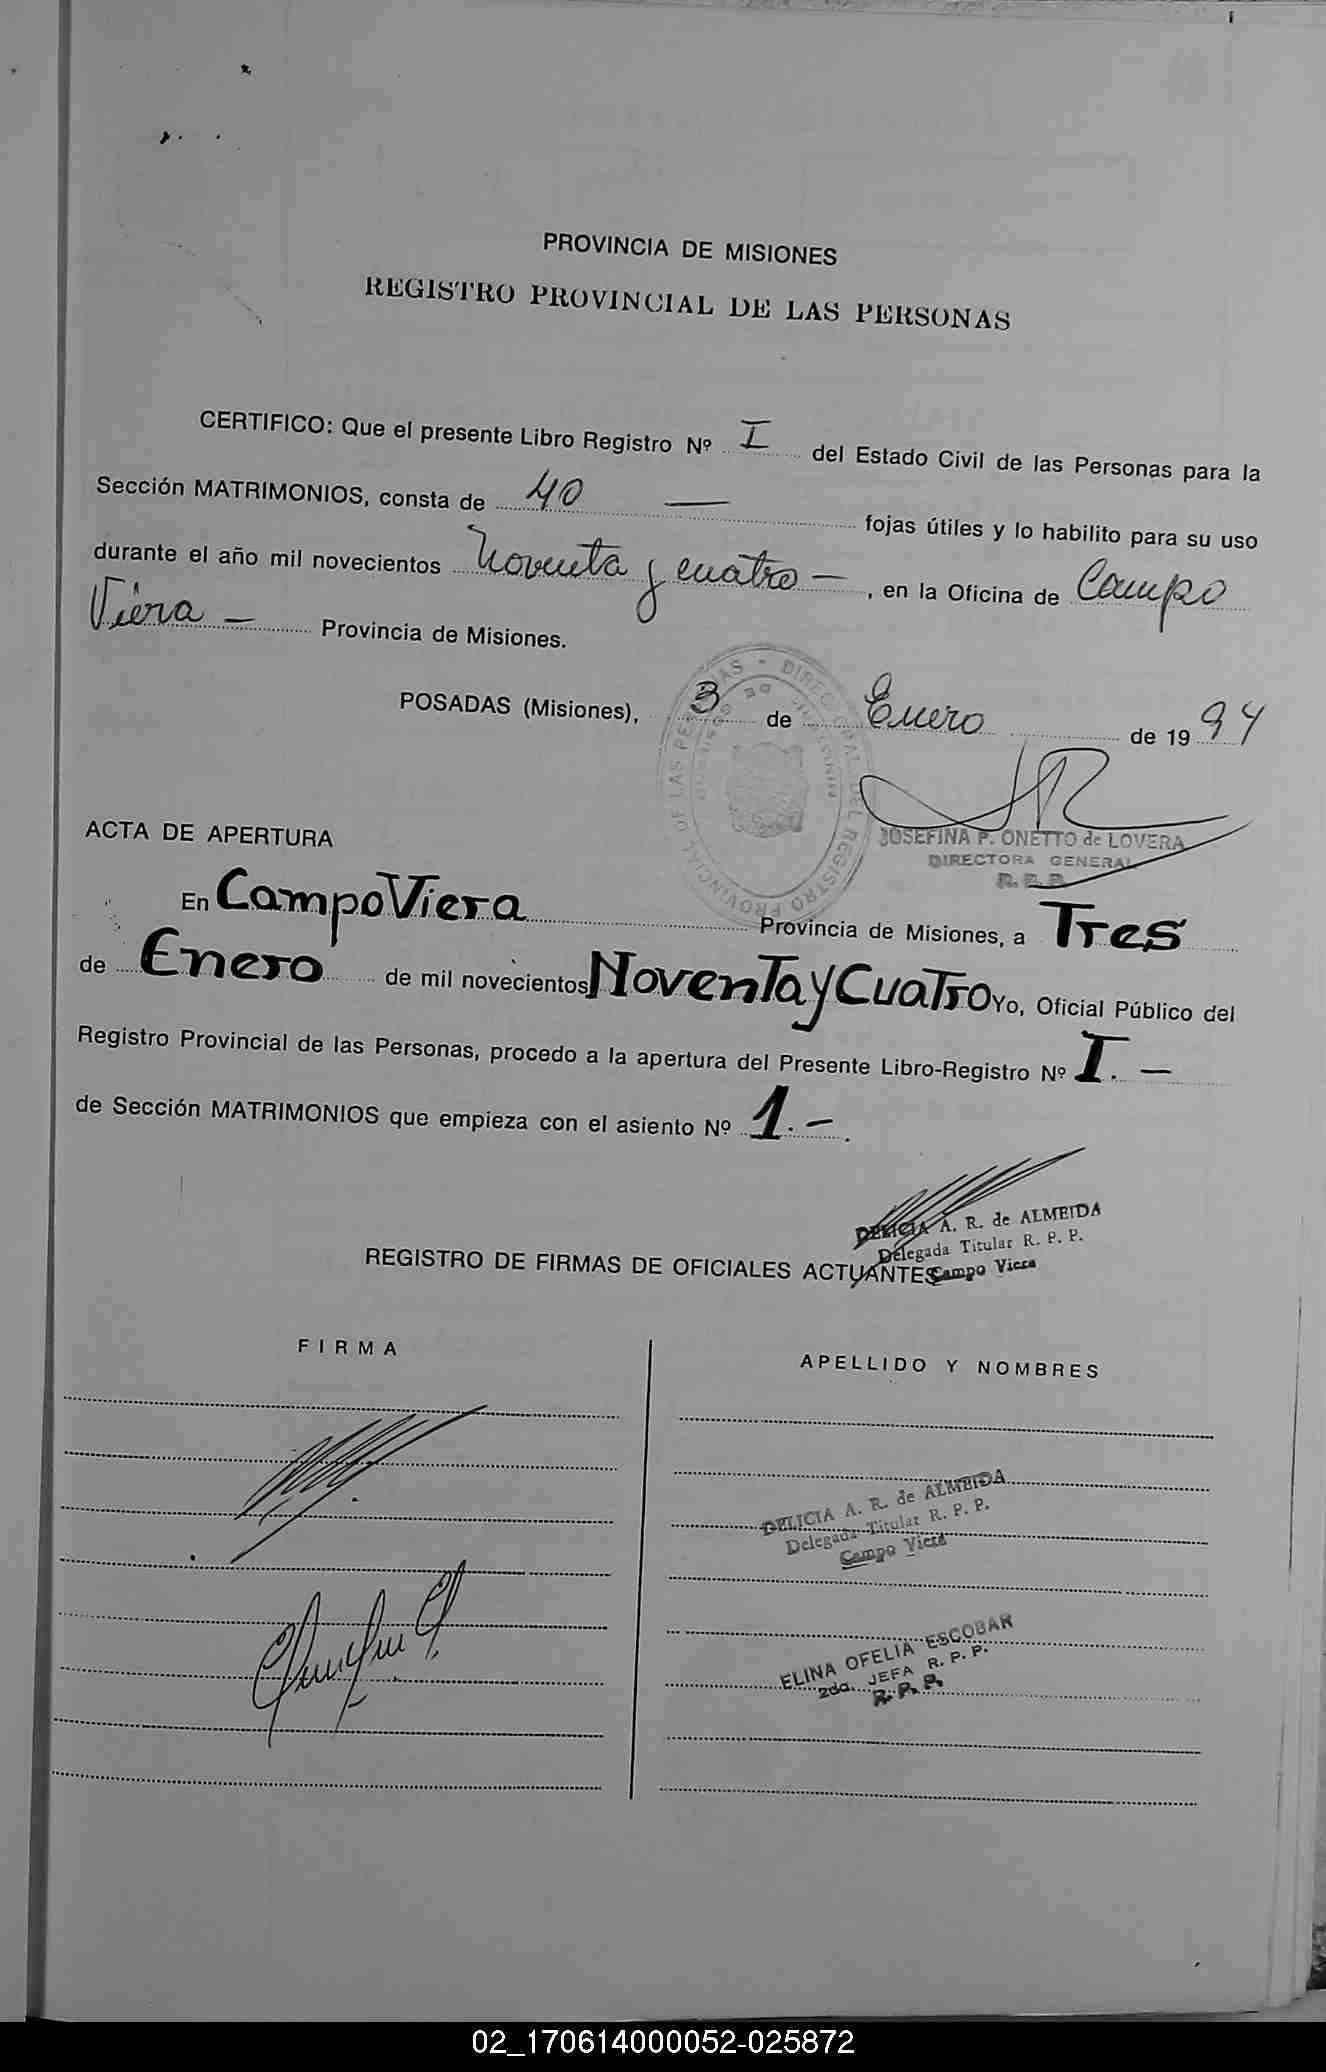 PROVINCIA DE MISIONES
REGISTRO PROVINCIAL DE LAS PERSONAS
CERTIFICO: Que el presente Libro Registro Nº I del Estado Civil de las Personas para la
Sección MATRIMONIOS, consta de 40 — fojas útiles y lo habilito para su uso
durante el año mil novecientos Noventa y cuatro —, en la Oficina de Campo
Viera — Provincia de Misiones.
POSADAS (Misiones), 3 de Enero de 1994
JOSEFINA P. ONETTO de LOVERA
DIRECTORA GENERAL
R. P. P.
ACTA DE APERTURA
En Campo Viera Provincia de Misiones, a Tres
de Enero de mil novecientos Noventa y Cuatro Yo, Oficial Público del
Registro Provincial de las Personas, procedo a la apertura del Presente Libro-Registro Nº I. —
de Sección MATRIMONIOS que empieza con el asiento Nº 1. —.
DELICIA A. R. de ALMEIDA
Delegada Titular R. P. P.
Campo Viera
REGISTRO DE FIRMAS DE OFICIALES ACTUANTES
FIRMA
APELLIDO Y NOMBRES
DELICIA A. R. de ALMEIDA
Delegada Titular R. P. P.
Campo Viera
ELINA OFELIA ESCOBAR
2da. JEFA R. P. P.
R. P. P.
02_170614000052-025872